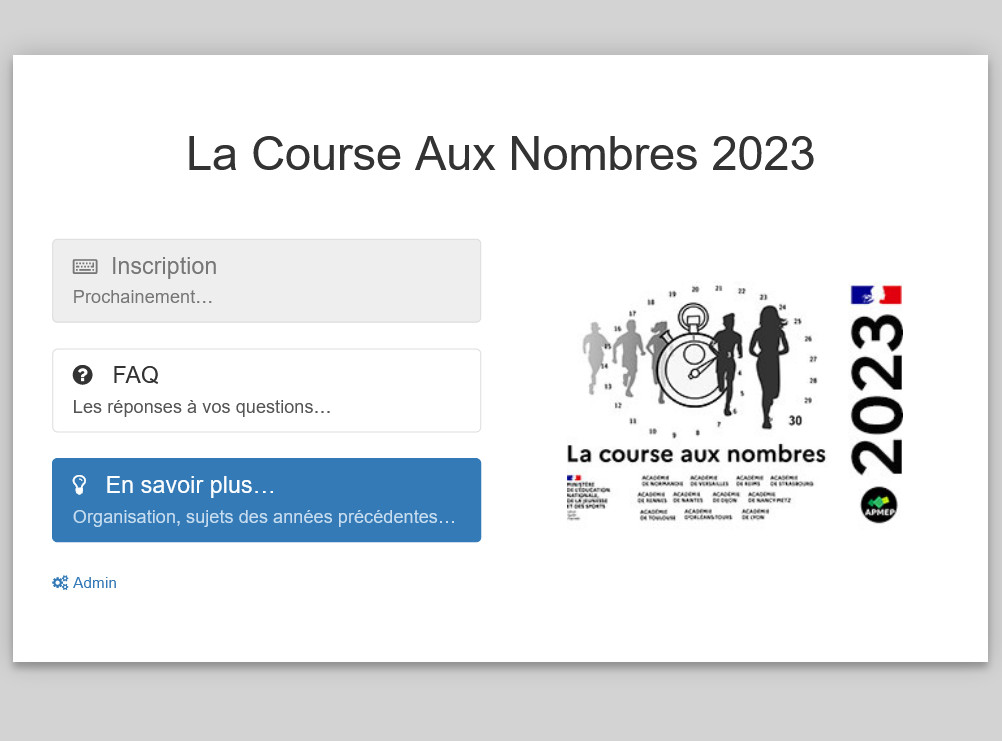 La Course Aux Nombres 2023
Inscription
Prochainement...
FAQ
Les réponses à vos questions...
En savoir plus...
Organisation, sujets des années précédentes...
Admin
20 21 22 23 24 25 26 27 28 29 30
19 18 17 16 15 14 13 12 11 10 9 8 7 6 5 4 3
La course aux nombres
MINISTÈRE
DE L'ÉDUCATION
NATIONALE,
DE LA JEUNESSE
ET DES SPORTS
ACADÉMIE DE NORMANDIE
ACADÉMIE DE VERSAILLES
ACADÉMIE DE REIMS
ACADÉMIE DE STRASBOURG
ACADÉMIE DE RENNES
ACADÉMIE DE NANTES
ACADÉMIE DE DIJON
ACADÉMIE DE NANCY-METZ
ACADÉMIE DE TOULOUSE
ACADÉMIE D'ORLÉANS-TOURS
ACADÉMIE DE LYON
2023
APMEP